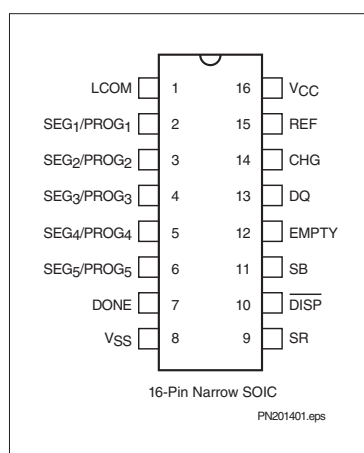 LCOM 1 16 VCC
SEG1/PROG1 2 15 REF
SEG2/PROG2 3 14 CHG
SEG3/PROG3 4 13 DQ
SEG4/PROG4 5 12 EMPTY
SEG5/PROG5 6 11 SB
DONE 7 10 DISP
VSS 8 9 SR
16-Pin Narrow SOIC
PN201401.eps